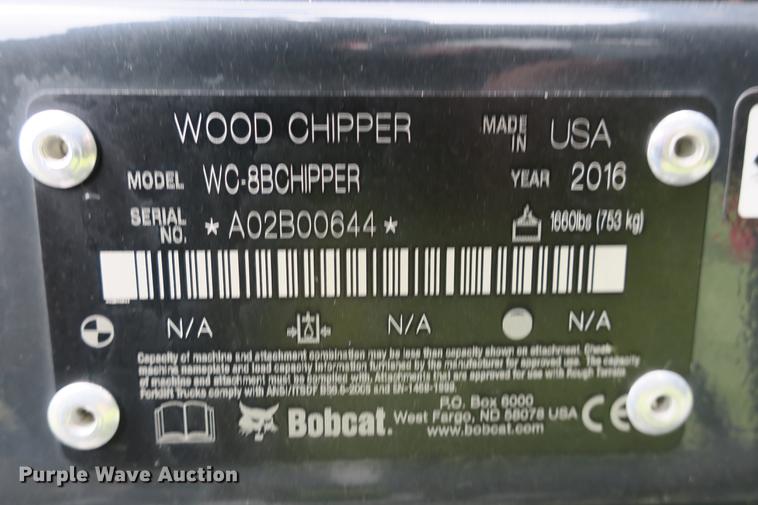 WOOD CHIPPER MADE IN USA
MODEL WC-8BCHIPPER YEAR 2016
SERIAL NO. *A02B00644* 1660lbs (753 kg)
N/A N/A N/A
Capacity of machine and attachment combination may be less than capacity shown on attachment. Check
machine nameplate and load capacity information furnished by the manufacturer for approved use. The capacity
of machine and attachment must be complied with. Attachments not are approved for use with Rough Terrain
Forklift Trucks comply with ANSI/ITSDF B56.6-2005 and EN-1459-1998.
Bobcat.
P.O. Box 6000
West Fargo, ND 58078 USA
www.bobcat.com
CE
Purple Wave Auction